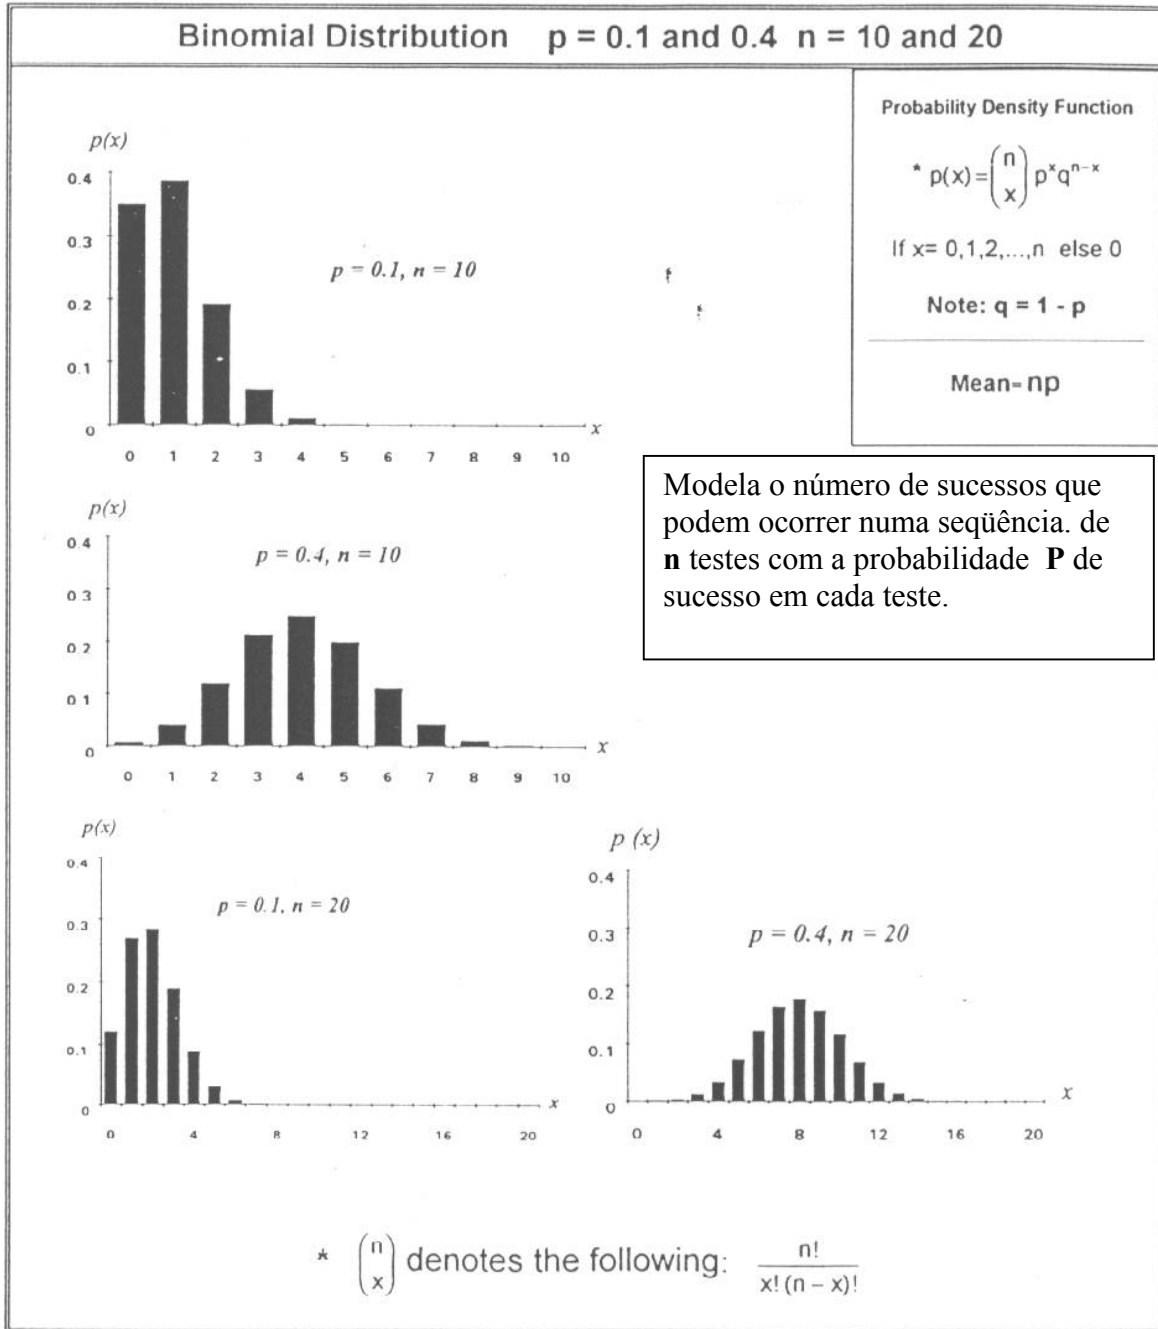 Binomial Distribution p = 0.1 and 0.4 n = 10 and 20
Probability Density Function
* p(x)=(n x) p^x q^n-x
If x= 0,1,2,...,n else 0
Note: q = 1 - p
Mean= np
p(x)
0.4
0.3
0.2
0.1
0
p = 0.1, n = 10
x
0 1 2 3 4 5 6 7 8 9 10
Modela o número de sucessos que
podem ocorrer numa seqüência. de
n testes com a probabilidade P de
sucesso em cada teste.
p(x)
0.4
0.3
0.2
0.1
0
p = 0.4, n = 10
x
0 1 2 3 4 5 6 7 8 9 10
p(x)
0.4
0.3
0.2
0.1
0
p = 0.1, n = 20
x
0 4 8 12 16 20
p (x)
0.4
0.3
0.2
0.1
0
p = 0.4, n = 20
x
0 4 8 12 16 20
* (n x) denotes the following: n! / x! (n – x)!